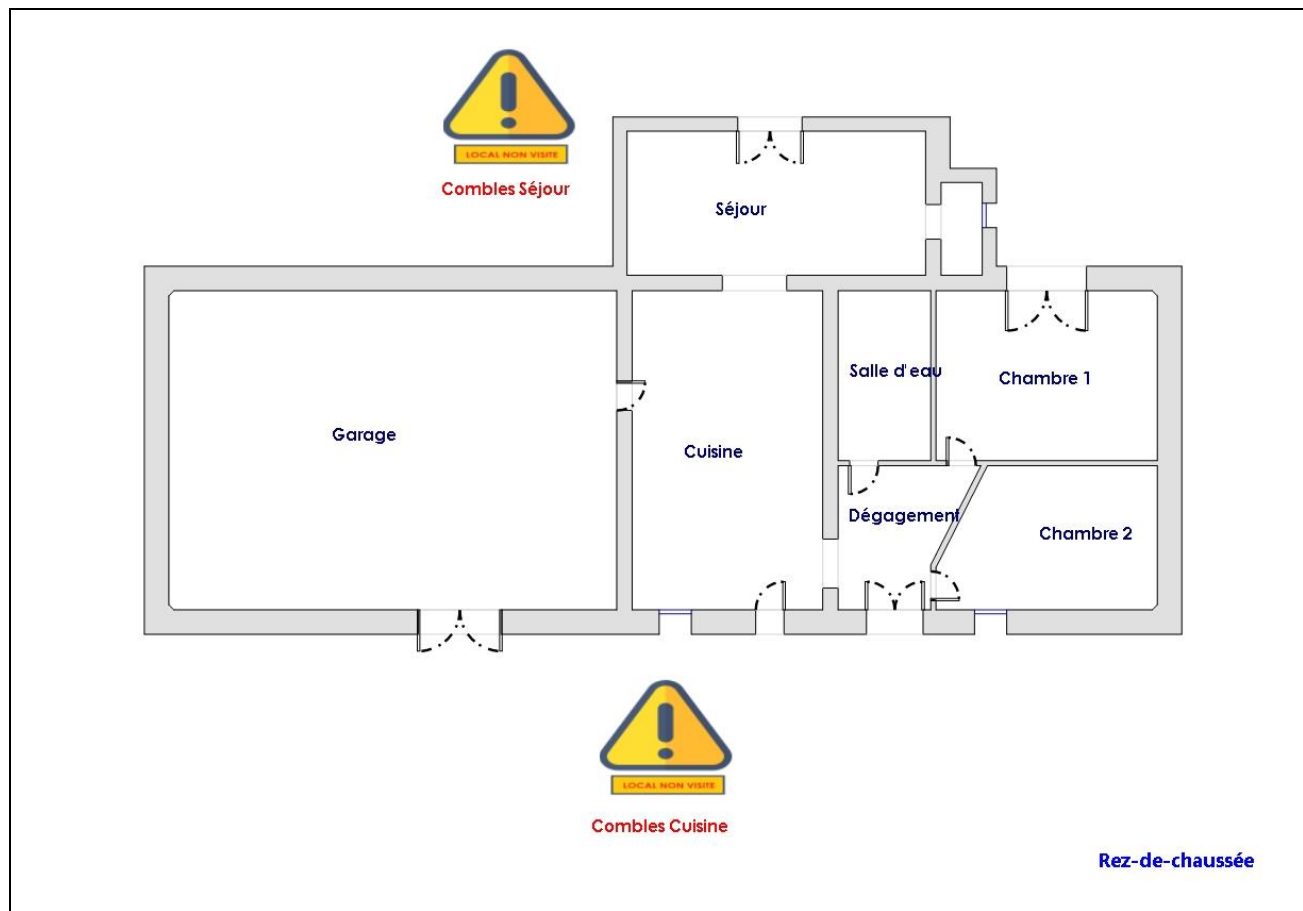 LOCAL NON VISITE
Combles Séjour
Séjour
Salle d'eau
Chambre 1
Garage
Cuisine
Dégagement
Chambre 2
LOCAL NON VISITE
Combles Cuisine
Rez-de-chaussée